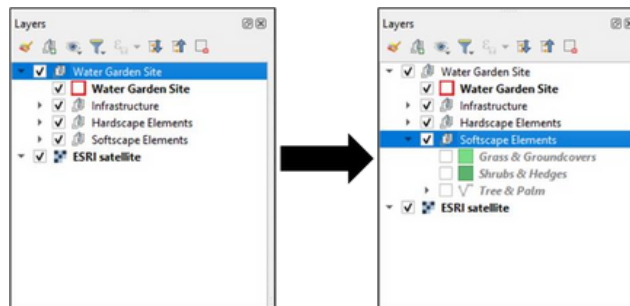 Layers
Water Garden Site
Water Garden Site
Infrastructure
Hardscape Elements
Softscape Elements
ESRI satellite
Layers
Water Garden Site
Water Garden Site
Infrastructure
Hardscape Elements
Softscape Elements
Grass & Groundcovers
Shrubs & Hedges
Tree & Palm
ESRI satellite